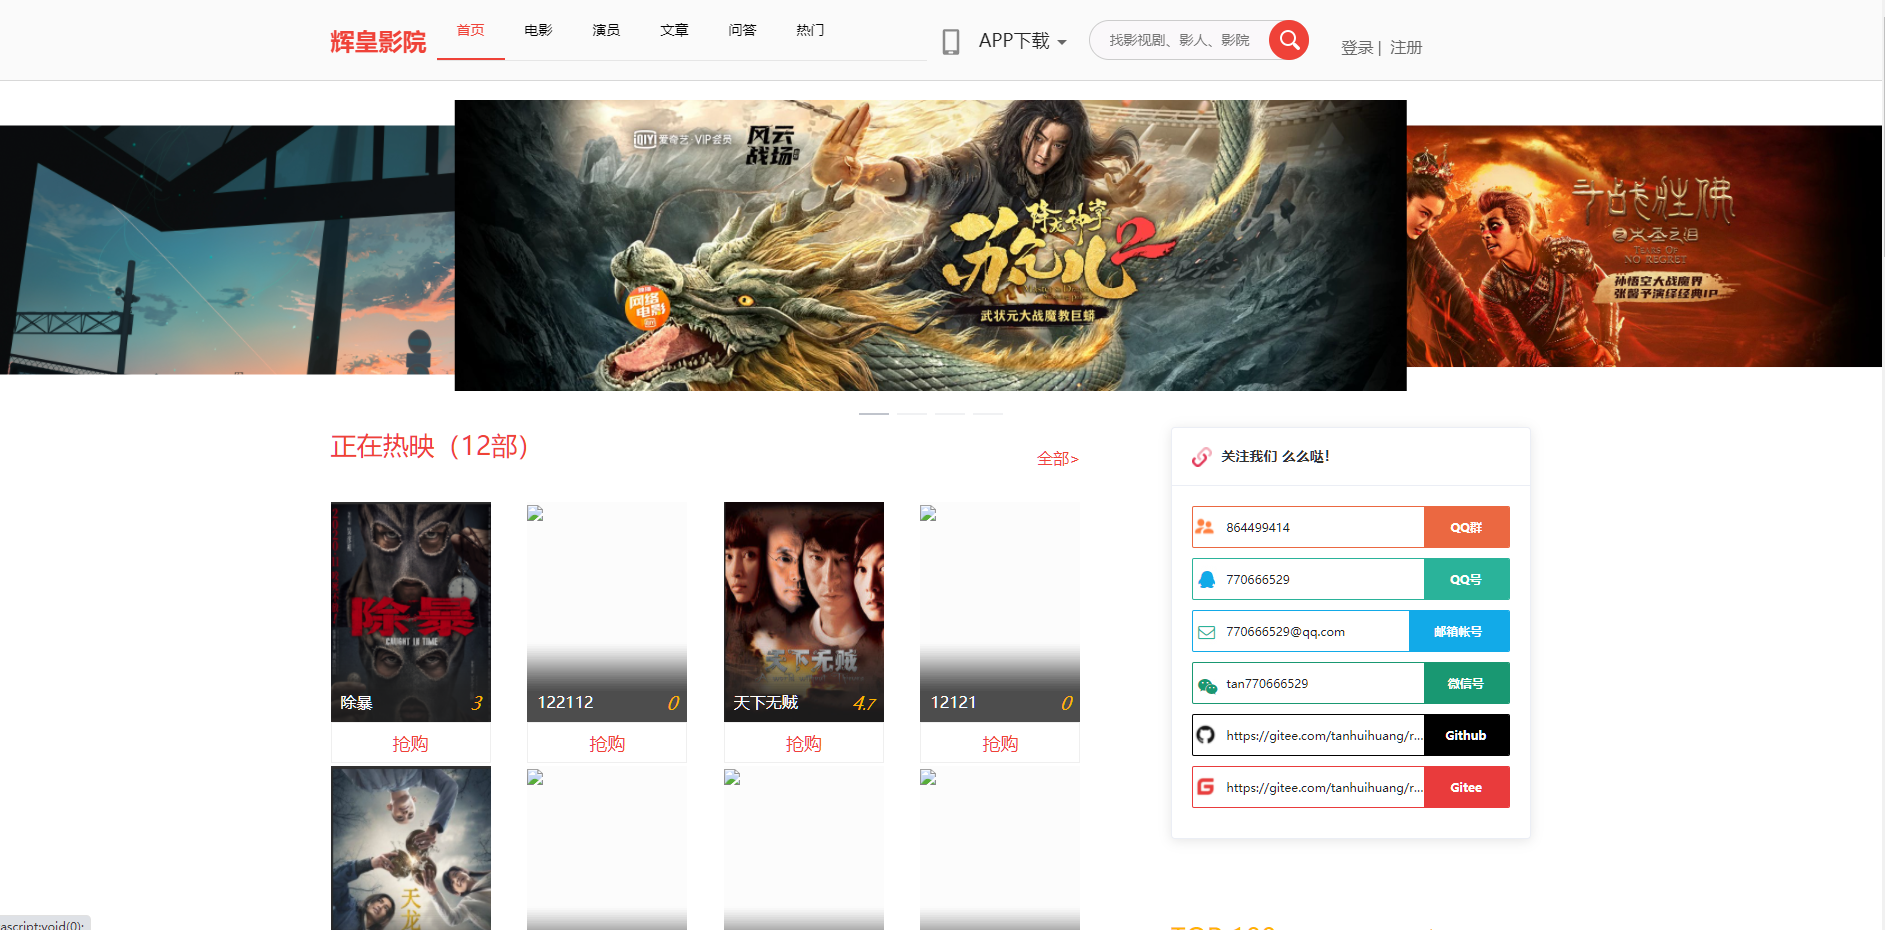 辉皇影院
首页
电影
演员
文章
问答
热门
APP下载
找影视剧、影人、影院
登录 | 注册
iQIYI 爱奇艺·VIP会员
风云
战场
降龙神掌
苏乞儿2
网络
电影
武状元大战魔教巨蟒
斗战胜佛
之大圣之泪
TEARS OF
NO REGRET
孙悟空大战魔界
张馨予演绎经典IP
正在热映（12部）
全部>
除暴
CAUGHT IN TIME
除暴
3
抢购
122112
0
抢购
天下无贼
天下无贼
4.7
抢购
12121
0
抢购
天龙
关注我们 么么哒！
864499414
QQ群
770666529
QQ号
770666529@qq.com
邮箱帐号
tan770666529
微信号
https://gitee.com/tanhuihuang/r...
Github
https://gitee.com/tanhuihuang/r...
Gitee
TOP 100
ascript:void(0);